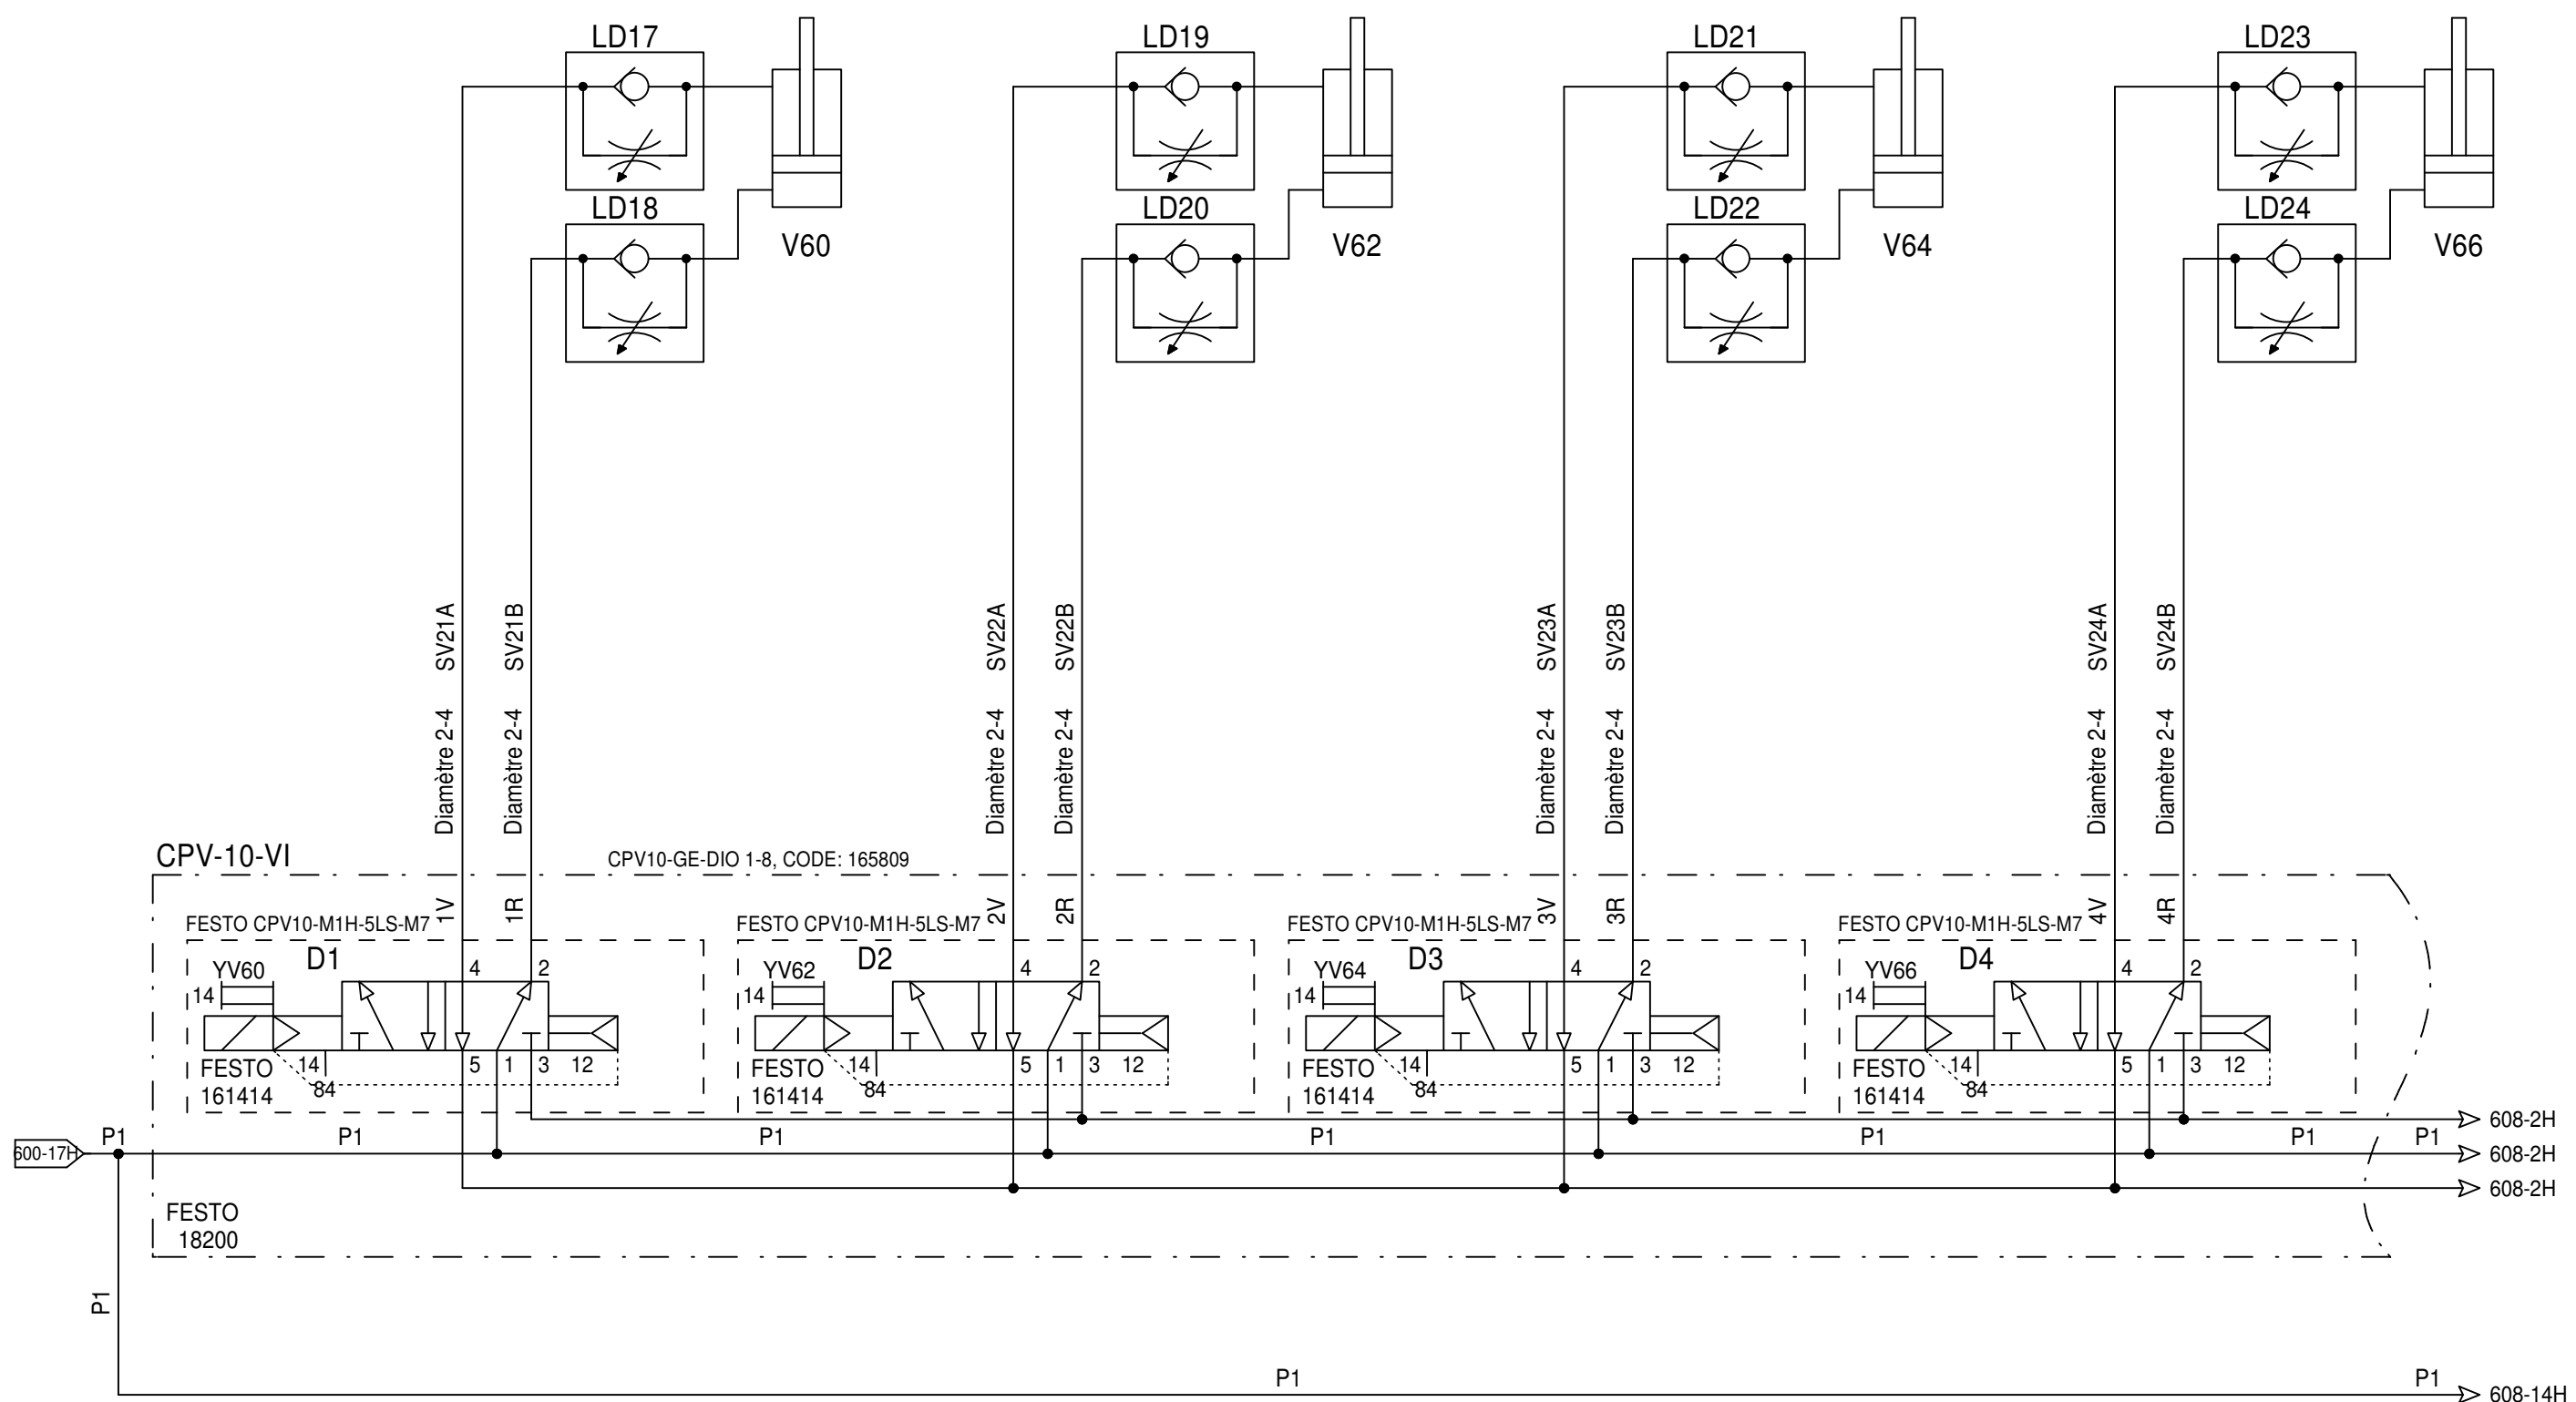 LD17 LD19 LD21 LD23
LD18 LD20 LD22 LD24
V60 V62 V64 V66
SV21A SV21B SV22A SV22B SV23A SV23B SV24A SV24B
Diamètre 2-4 Diamètre 2-4 Diamètre 2-4 Diamètre 2-4 Diamètre 2-4 Diamètre 2-4 Diamètre 2-4 Diamètre 2-4
CPV-10-VI CPV10-GE-DIO 1-8, CODE: 165809
1V 1R 2V 2R 3V 3R 4V 4R
FESTO CPV10-M1H-5LS-M7 FESTO CPV10-M1H-5LS-M7 FESTO CPV10-M1H-5LS-M7 FESTO CPV10-M1H-5LS-M7
D1 D2 D3 D4
YV60 4 2 YV62 4 2 YV64 4 2 YV66 4 2
14 14 14 14
FESTO 14 5 1 3 12 FESTO 14 5 1 3 12 FESTO 14 5 1 3 12 FESTO 14 5 1 3 12
161414 84 161414 84 161414 84 161414 84
608-2H
P1 P1 P1 P1 P1 P1 P1
600-17H 608-2H
608-2H
FESTO
18200
P1
P1 P1
608-14H